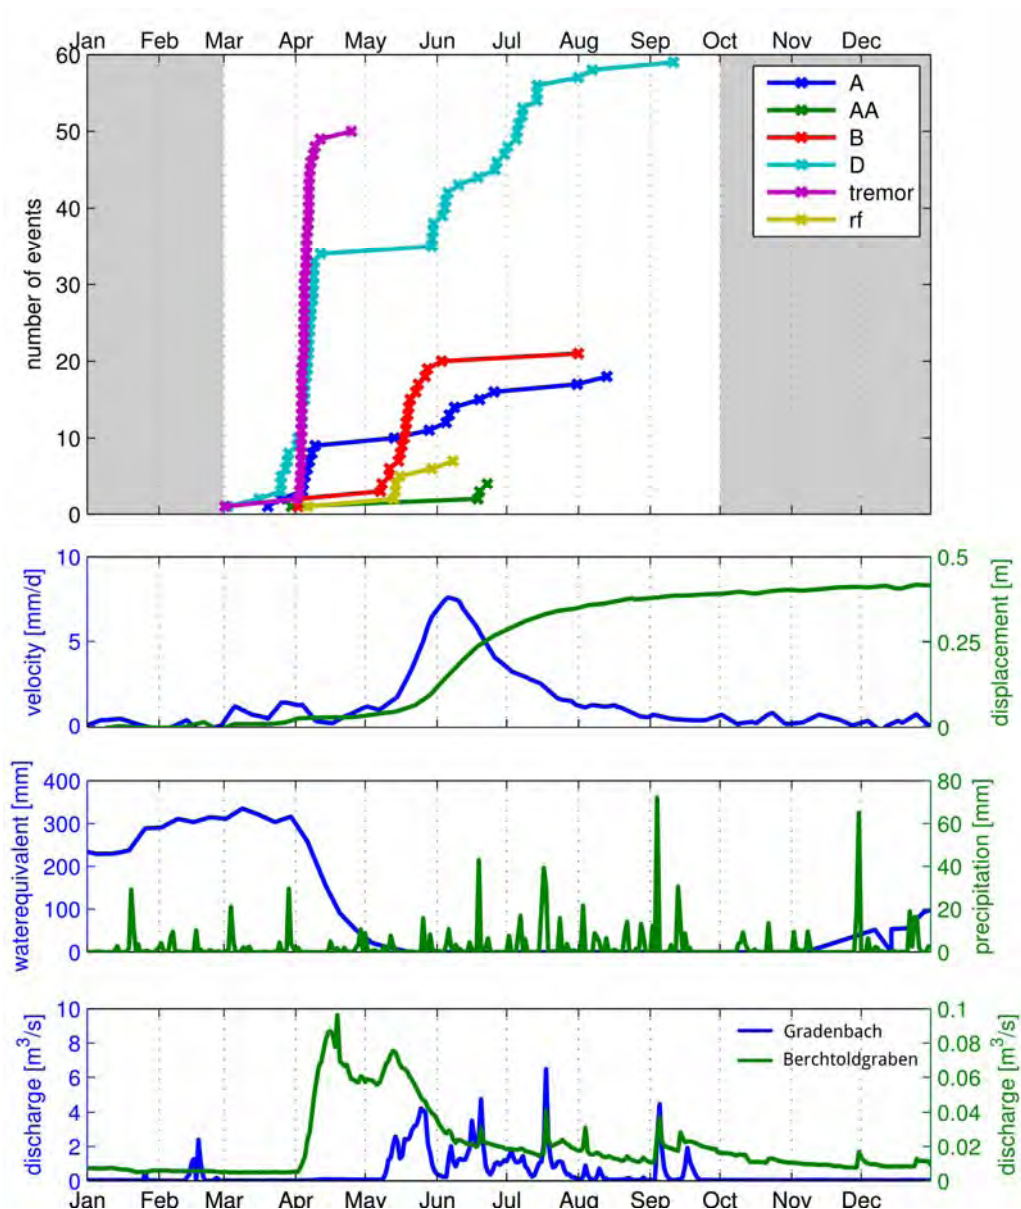 Jan Feb Mar Apr May Jun Jul Aug Sep Oct Nov Dec
60
50
40
30
20
10
0
number of events
A
AA
B
D
tremor
rf
10
5
0
velocity [mm/d]
0.5
0.25
0
displacement [m]
400
300
200
100
0
waterequivalent [mm]
80
60
40
20
0
precipitation [mm]
10
8
6
4
2
0
discharge [m³/s]
Gradenbach
Berchtoldgraben
0.1
0.08
0.06
0.04
0.02
0
discharge [m³/s]
Jan Feb Mar Apr May Jun Jul Aug Sep Oct Nov Dec